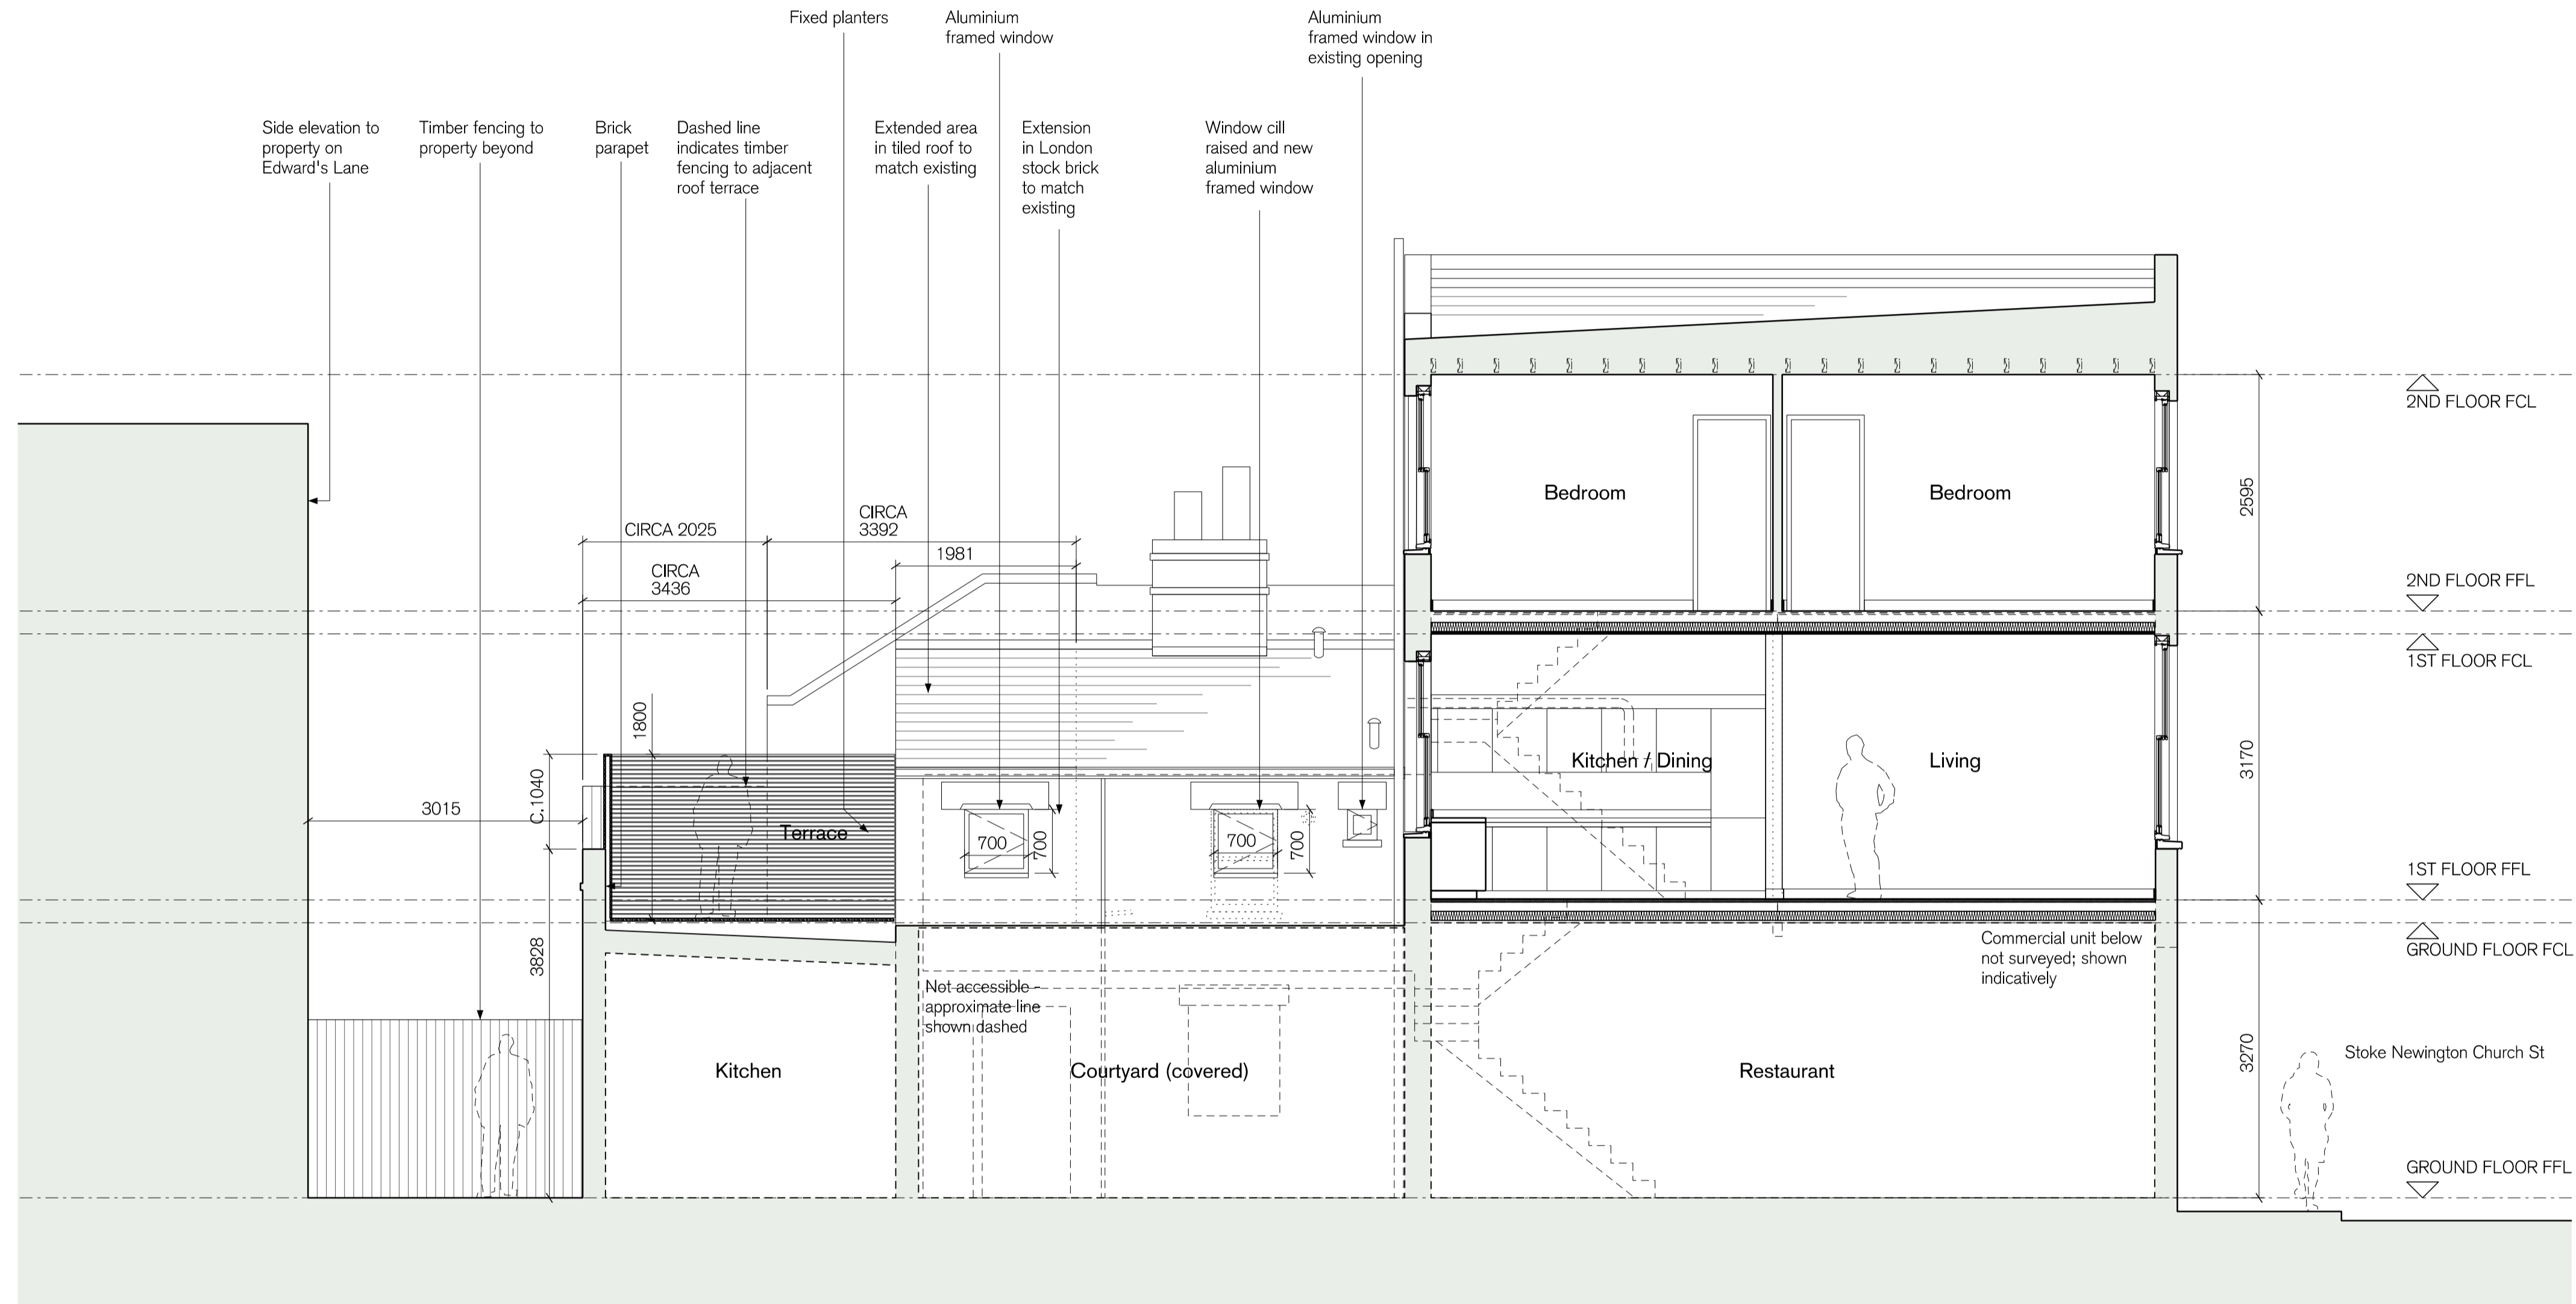 Fixed planters
Aluminium
framed window
Aluminium
framed window in
existing opening
Side elevation to
property on
Edward's Lane
Timber fencing to
property beyond
Brick
parapet
Dashed line
indicates timber
fencing to adjacent
roof terrace
Extended area
in tiled roof to
match existing
Extension
in London
stock brick
to match
existing
Window cill
raised and new
aluminium
framed window
2ND FLOOR FCL
Bedroom
Bedroom
2595
CIRCA 2025
CIRCA
3392
1981
CIRCA
3436
2ND FLOOR FFL
1ST FLOOR FCL
1800
C.1040
3015
Terrace
700
700
700
700
Kitchen / Dining
Living
3170
1ST FLOOR FFL
3828
Commercial unit below
not surveyed; shown
indicatively
GROUND FLOOR FCL
Not accessible -
approximate line
shown dashed
Kitchen
Courtyard (covered)
Restaurant
3270
Stoke Newington Church St
GROUND FLOOR FFL